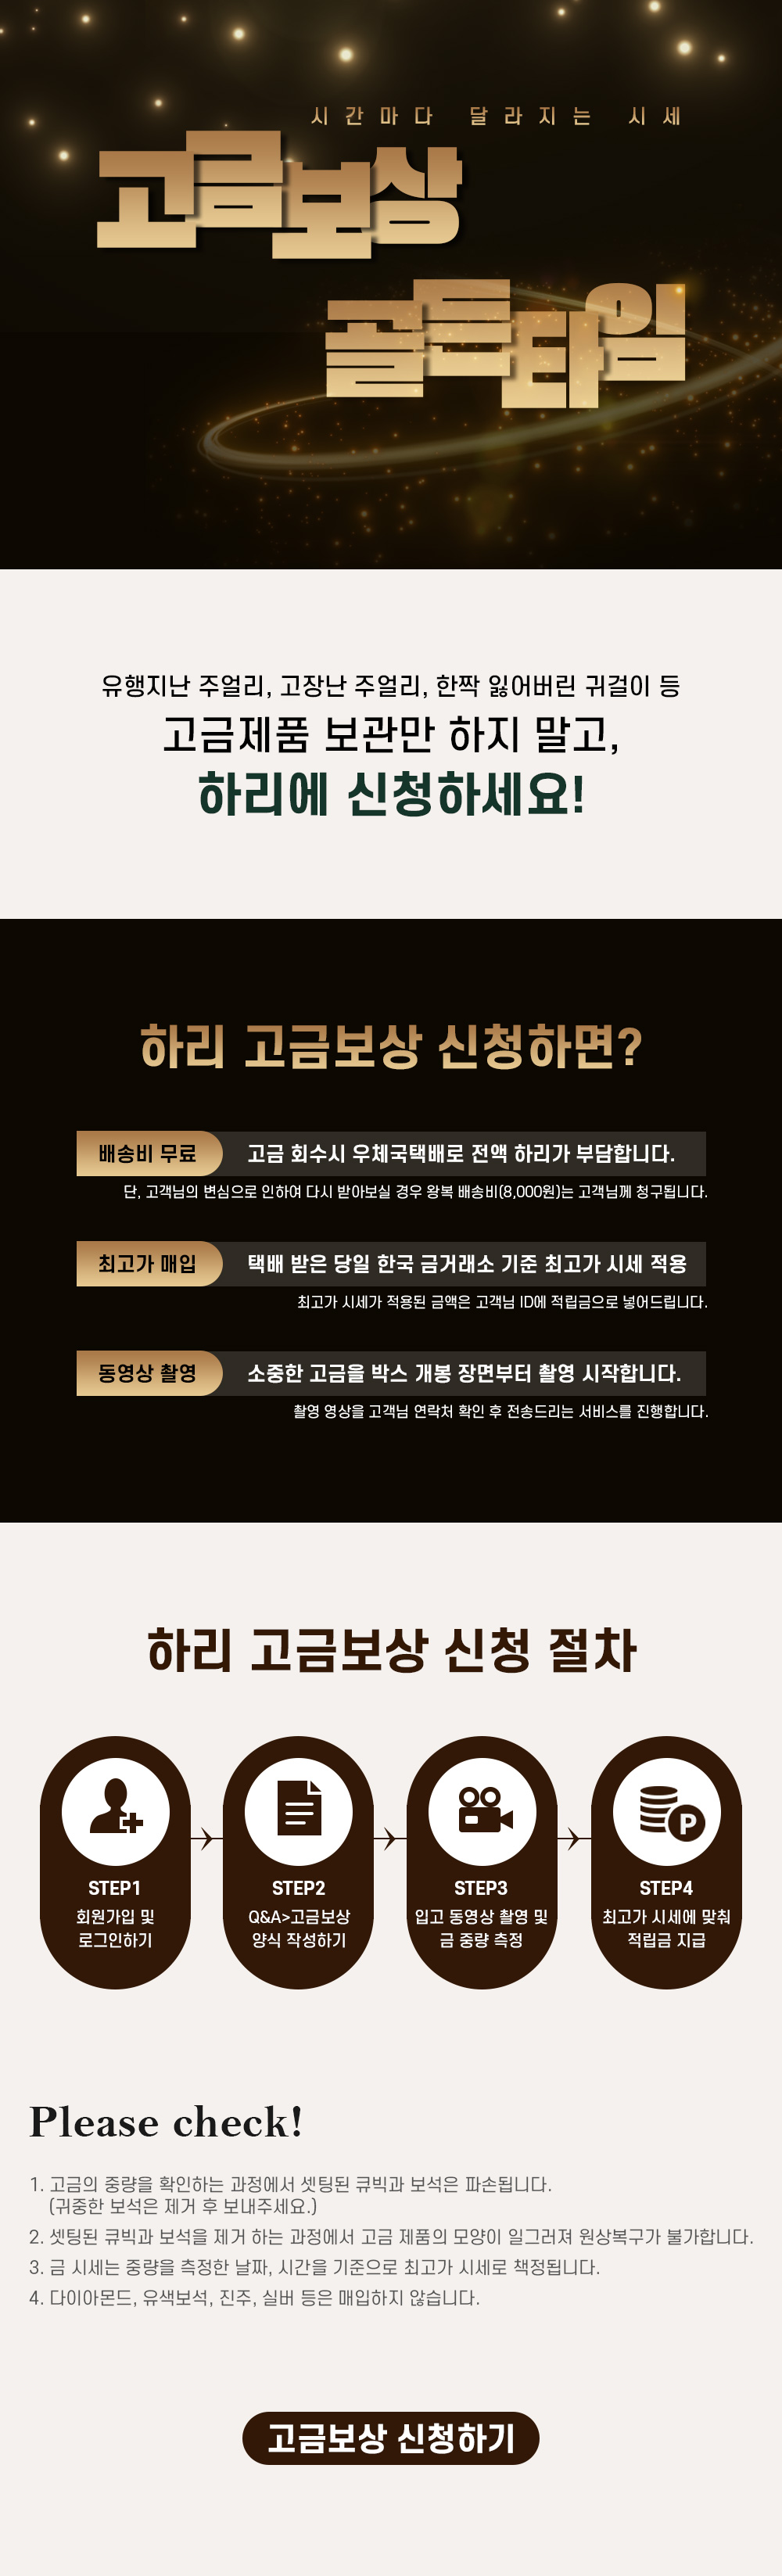 시간마다 달라지는 시세
고금보상
골드타임
유행지난 주얼리, 고장난 주얼리, 한짝 잃어버린 귀걸이 등
고금제품 보관만 하지 말고,
하리에 신청하세요!
하리 고금보상 신청하면?
배송비 무료 고금 회수시 우체국택배로 전액 하리가 부담합니다.
단, 고객님의 변심으로 인하여 다시 받아보실 경우 왕복 배송비(8,000원)는 고객님께 청구됩니다.
최고가 매입 택배 받은 당일 한국 금거래소 기준 최고가 시세 적용
최고가 시세가 적용된 금액은 고객님 ID에 적립금으로 넣어드립니다.
동영상 촬영 소중한 고금을 박스 개봉 장면부터 촬영 시작합니다.
촬영 영상을 고객님 연락처 확인 후 전송드리는 서비스를 진행합니다.
하리 고금보상 신청 절차
P
STEP1
회원가입 및
로그인하기
STEP2
Q&A>고금보상
양식 작성하기
STEP3
입고 동영상 촬영 및
금 중량 측정
STEP4
최고가 시세에 맞춰
적립금 지급
Please check!
1. 고금의 중량을 확인하는 과정에서 셋팅된 큐빅과 보석은 파손됩니다.
(귀중한 보석은 제거 후 보내주세요.)
2. 셋팅된 큐빅과 보석을 제거 하는 과정에서 고금 제품의 모양이 일그러져 원상복구가 불가합니다.
3. 금 시세는 중량을 측정한 날짜, 시간을 기준으로 최고가 시세로 책정됩니다.
4. 다이아몬드, 유색보석, 진주, 실버 등은 매입하지 않습니다.
고금보상 신청하기